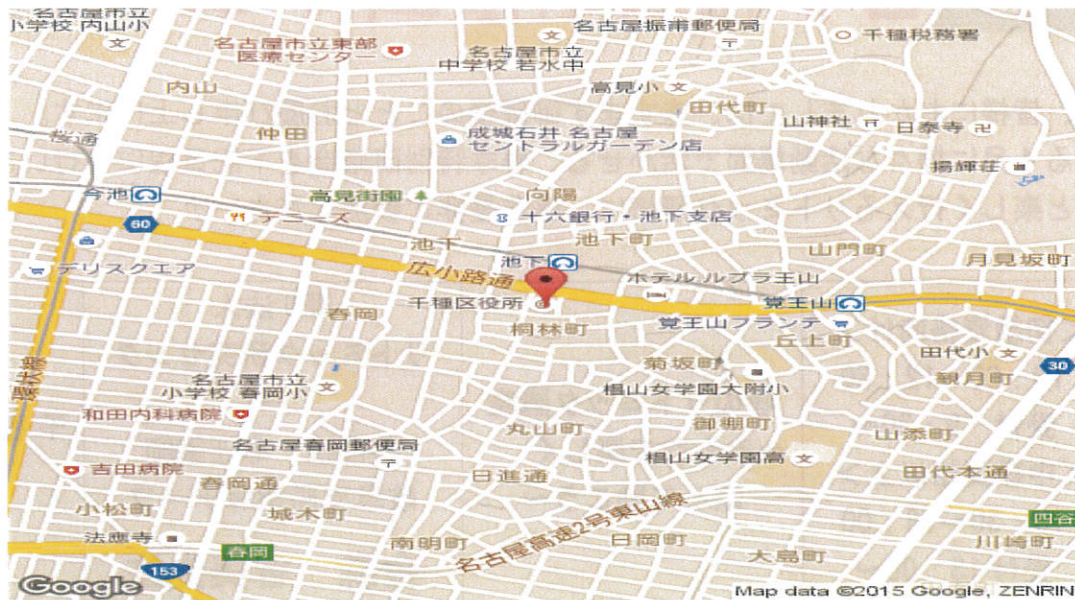 名古屋市立
小学校 内山小
名古屋市立東部
医療センター
名古屋市立
中学校 若水中
名古屋振甫郵便局
千種税務署
内山
高見小
田代町
桜通
仲田
成城石井 名古屋
セントラルガーデン店
山神社
日泰寺
揚輝荘
今池
高見街園
向陽
60
デニーズ
十六銀行・池下支店
池下
池下町
山門町
月見坂町
デリスクエア
広小路通
池下
ホテル ルブラ王山
千種区役所
覚王山
春岡
桐林町
覚王山フランテ
丘上町
田代小
30
環状線
名古屋市立
小学校 春岡小
菊坂町
椙山女学園大附小
観月町
和田内科病院
丸山町
御棚町
山添町
名古屋春岡郵便局
椙山女学園高
吉田病院
春岡通
日進通
田代本通
小松町
城木町
名古屋高速2号東山線
四谷
法應寺
春岡
南明町
日岡町
大島町
川崎町
153
Google
Map data ©2015 Google, ZENRIN